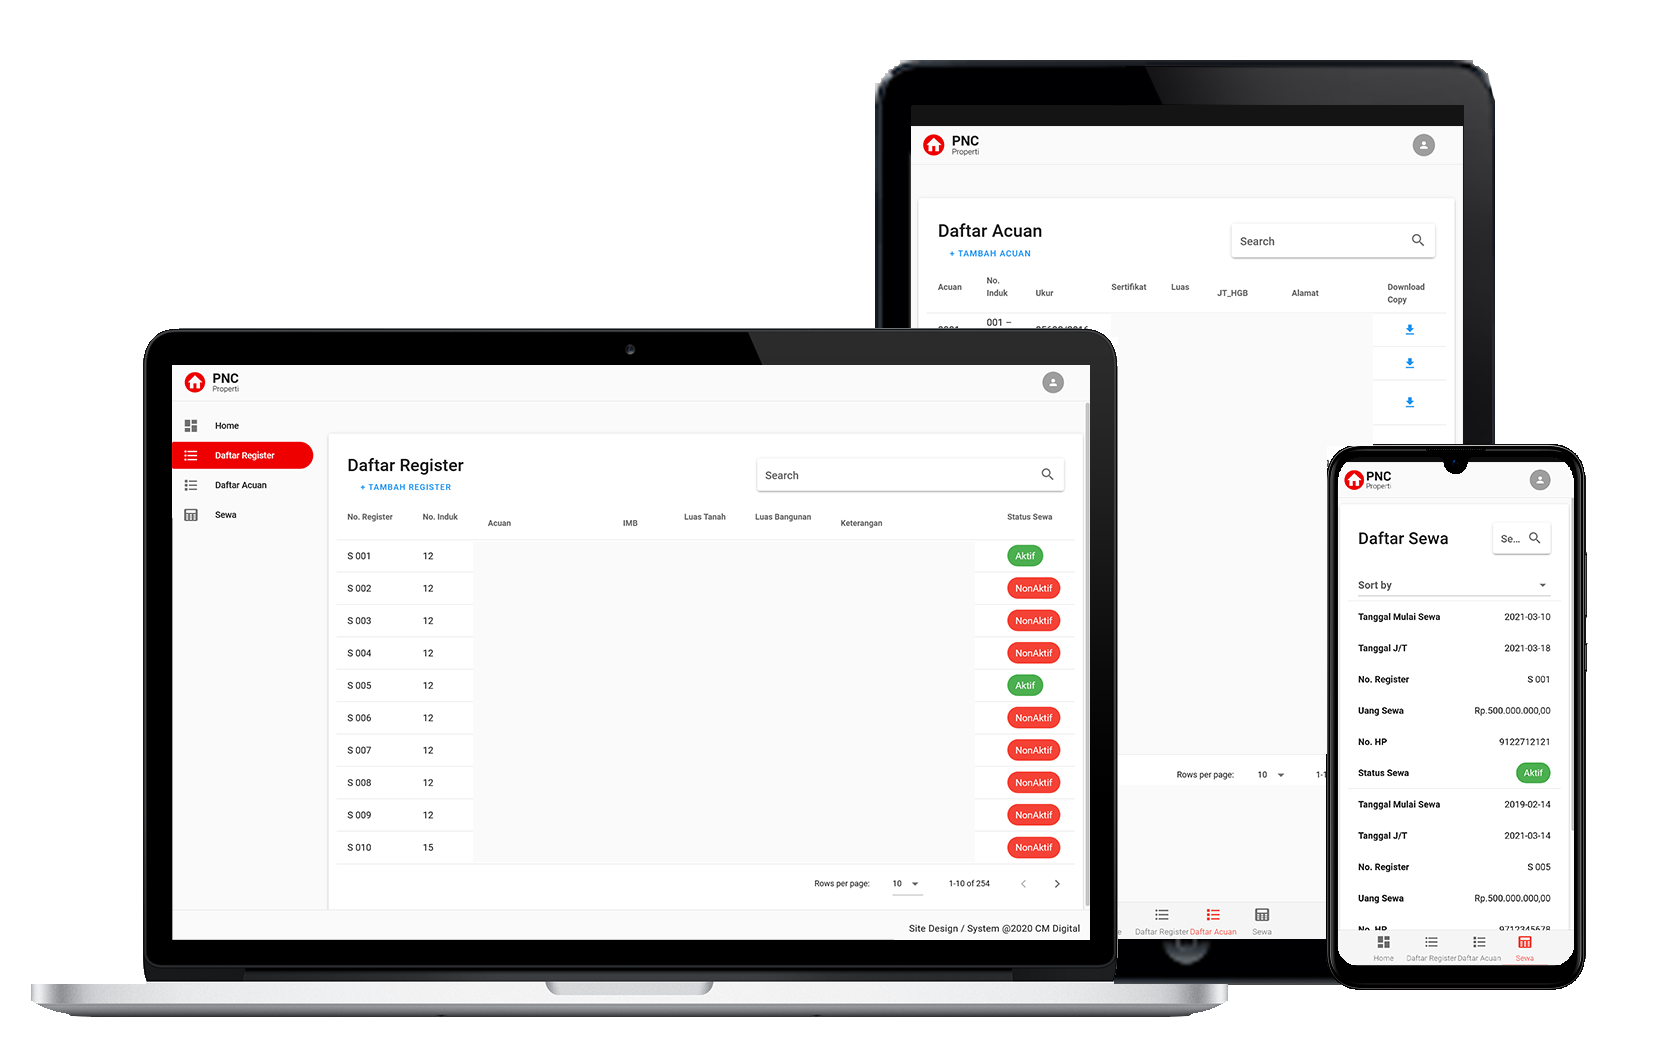 PNC
Properti
Home
Daftar Register
Daftar Acuan
Sewa
Daftar Register
+ TAMBAH REGISTER
Search
No. Register No. Induk Acuan IMB Luas Tanah Luas Bangunan Keterangan Status Sewa
S 001 12 Aktif
S 002 12 NonAktif
S 003 12 NonAktif
S 004 12 NonAktif
S 005 12 Aktif
S 006 12 NonAktif
S 007 12 NonAktif
S 008 12 NonAktif
S 009 12 NonAktif
S 010 15 NonAktif
Rows per page: 10 1-10 of 254
Site Design / System @2020 CM Digital
PNC
Properti
Daftar Acuan
+ TAMBAH ACUAN
Search
Acuan No. Induk Ukur Sertifikat Luas JT_HGB Alamat Download Copy
001 –
Rows per page: 10
Daftar Register Daftar Acuan Sewa
PNC
Properti
Daftar Sewa
Se...
Sort by
Tanggal Mulai Sewa 2021-03-10
Tanggal J/T 2021-03-18
No. Register S 001
Uang Sewa Rp.500.000.000,00
No. HP 9122712121
Status Sewa Aktif
Tanggal Mulai Sewa 2019-02-14
Tanggal J/T 2021-03-14
No. Register S 005
Uang Sewa Rp.500.000.000,00
No. HP 9712345678
Home Daftar Register Daftar Acuan Sewa